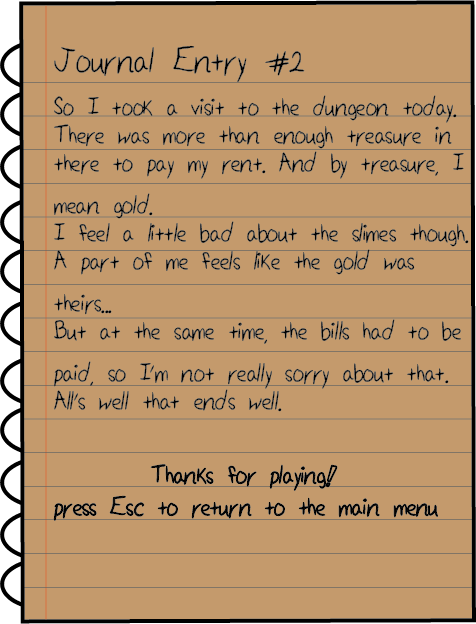 Journal Entry #2
So I took a visit to the dungeon today.
There was more than enough treasure in
there to pay my rent. And by treasure, I
mean gold.
I feel a little bad about the slimes though.
A part of me feels like the gold was
theirs...
But at the same time, the bills had to be
paid, so I'm not really sorry about that.
All's well that ends well.
Thanks for playing!!
press Esc to return to the main menu